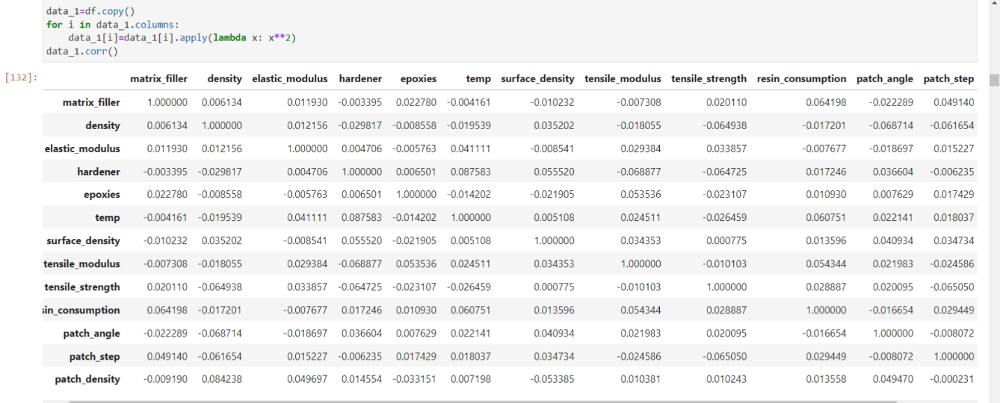 data_1=df.copy()
for i in data_1.columns:
    data_1[i]=data_1[i].apply(lambda x: x**2)
data_1.corr()
[132]:
matrix_filler density elastic_modulus hardener epoxies temp surface_density tensile_modulus tensile_strength resin_consumption patch_angle patch_step
matrix_filler 1.000000 0.006134 0.011930 -0.003395 0.022780 -0.004161 -0.010232 -0.007308 0.020110 0.064198 -0.022289 0.049140
density 0.006134 1.000000 0.012156 -0.029817 -0.008558 -0.019539 0.035202 -0.018055 -0.064938 -0.017201 -0.068714 -0.061654
elastic_modulus 0.011930 0.012156 1.000000 0.004706 -0.005763 0.041111 -0.008541 0.029384 0.033857 -0.007677 -0.018697 0.015227
hardener -0.003395 -0.029817 0.004706 1.000000 0.006501 0.087583 0.055520 -0.068877 -0.064725 0.017246 0.036604 -0.006235
epoxies 0.022780 -0.008558 -0.005763 0.006501 1.000000 -0.014202 -0.021905 0.053536 -0.023107 0.010930 0.007629 0.017429
temp -0.004161 -0.019539 0.041111 0.087583 -0.014202 1.000000 0.005108 0.024511 -0.026459 0.060751 0.022141 0.018037
surface_density -0.010232 0.035202 -0.008541 0.055520 -0.021905 0.005108 1.000000 0.034353 0.000775 0.013596 0.040934 0.034734
tensile_modulus -0.007308 -0.018055 0.029384 -0.068877 0.053536 0.024511 0.034353 1.000000 -0.010103 0.054344 0.021983 -0.024586
tensile_strength 0.020110 -0.064938 0.033857 -0.064725 -0.023107 -0.026459 0.000775 -0.010103 1.000000 0.028887 0.020095 -0.065050
sin_consumption 0.064198 -0.017201 -0.007677 0.017246 0.010930 0.060751 0.013596 0.054344 0.028887 1.000000 -0.016654 0.029449
patch_angle -0.022289 -0.068714 -0.018697 0.036604 0.007629 0.022141 0.040934 0.021983 0.020095 -0.016654 1.000000 -0.008072
patch_step 0.049140 -0.061654 0.015227 -0.006235 0.017429 0.018037 0.034734 -0.024586 -0.065050 0.029449 -0.008072 1.000000
patch_density -0.009190 0.084238 0.049697 0.014554 -0.033151 0.007198 -0.053385 0.010381 0.010243 0.013558 0.049470 -0.000231